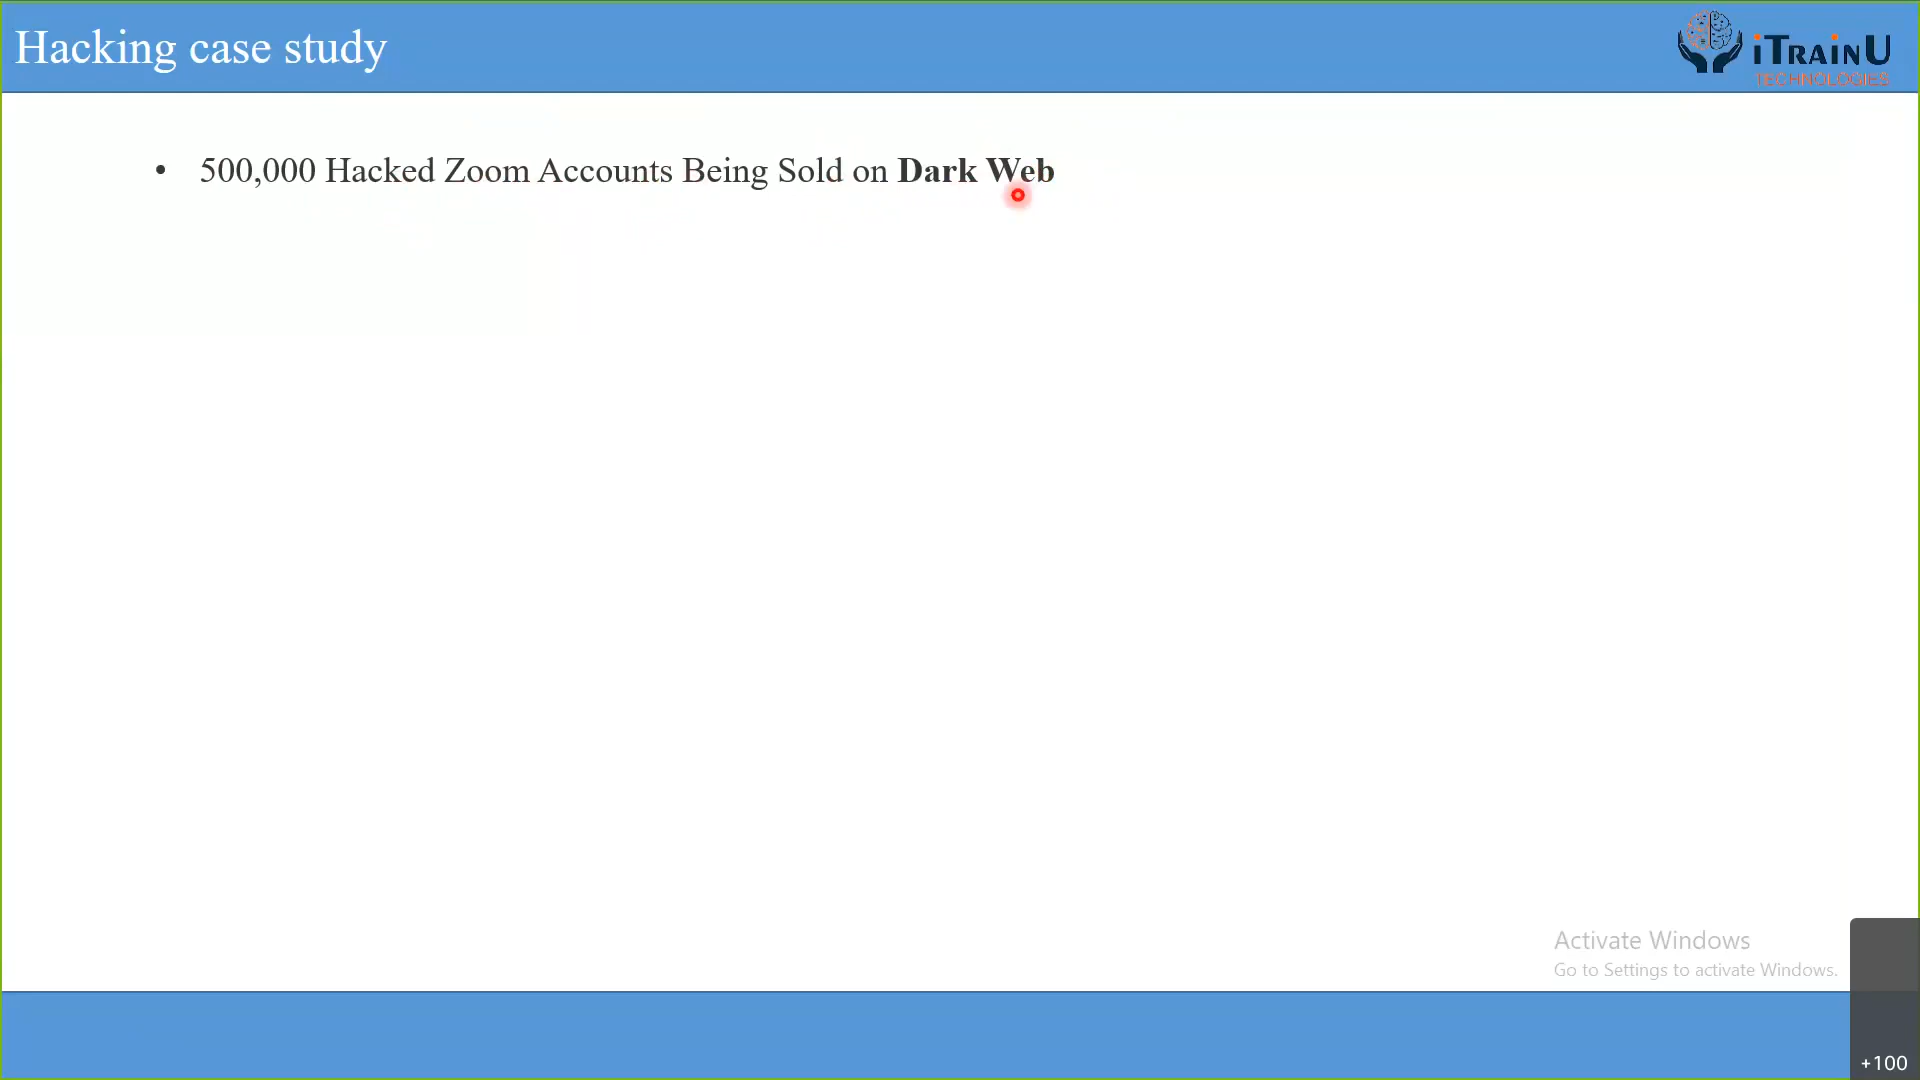 Hacking case study
iTRAINU
TECHNOLOGIES
• 500,000 Hacked Zoom Accounts Being Sold on Dark Web
Activate Windows
Go to Settings to activate Windows.
+100